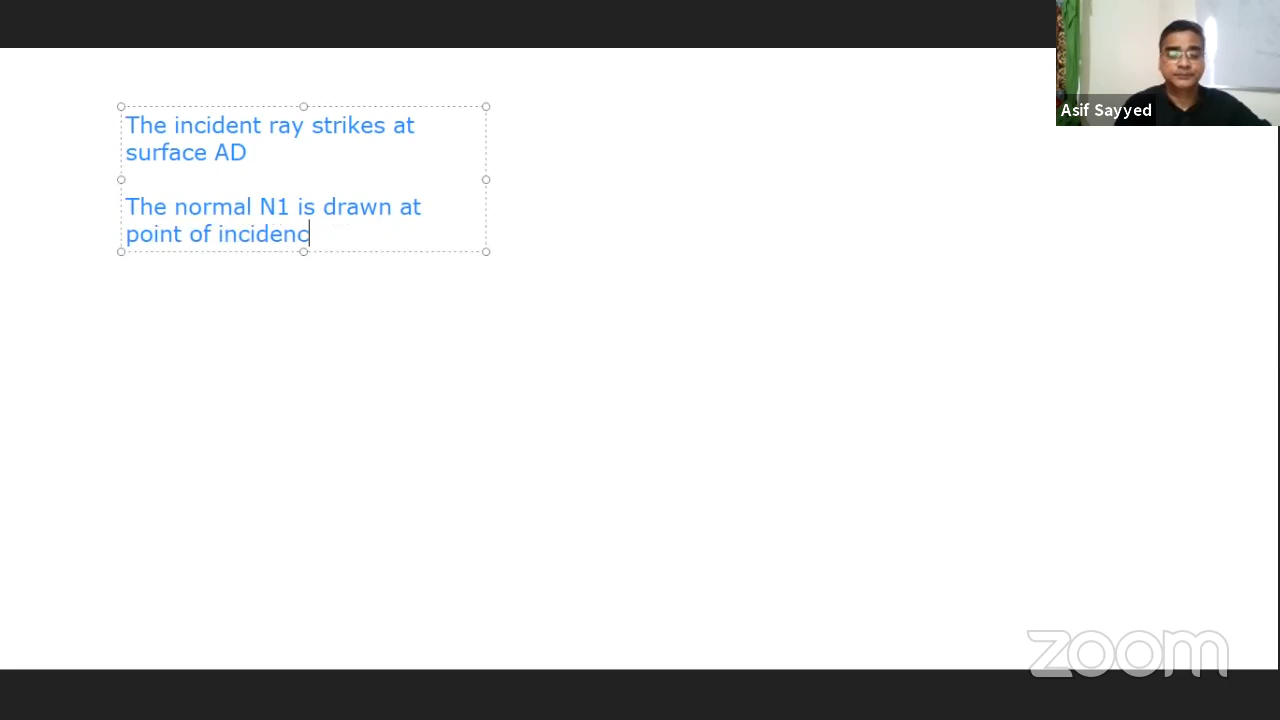 The incident ray strikes at
surface AD
The normal N1 is drawn at
point of incidenc
Asif Sayyed
zoom